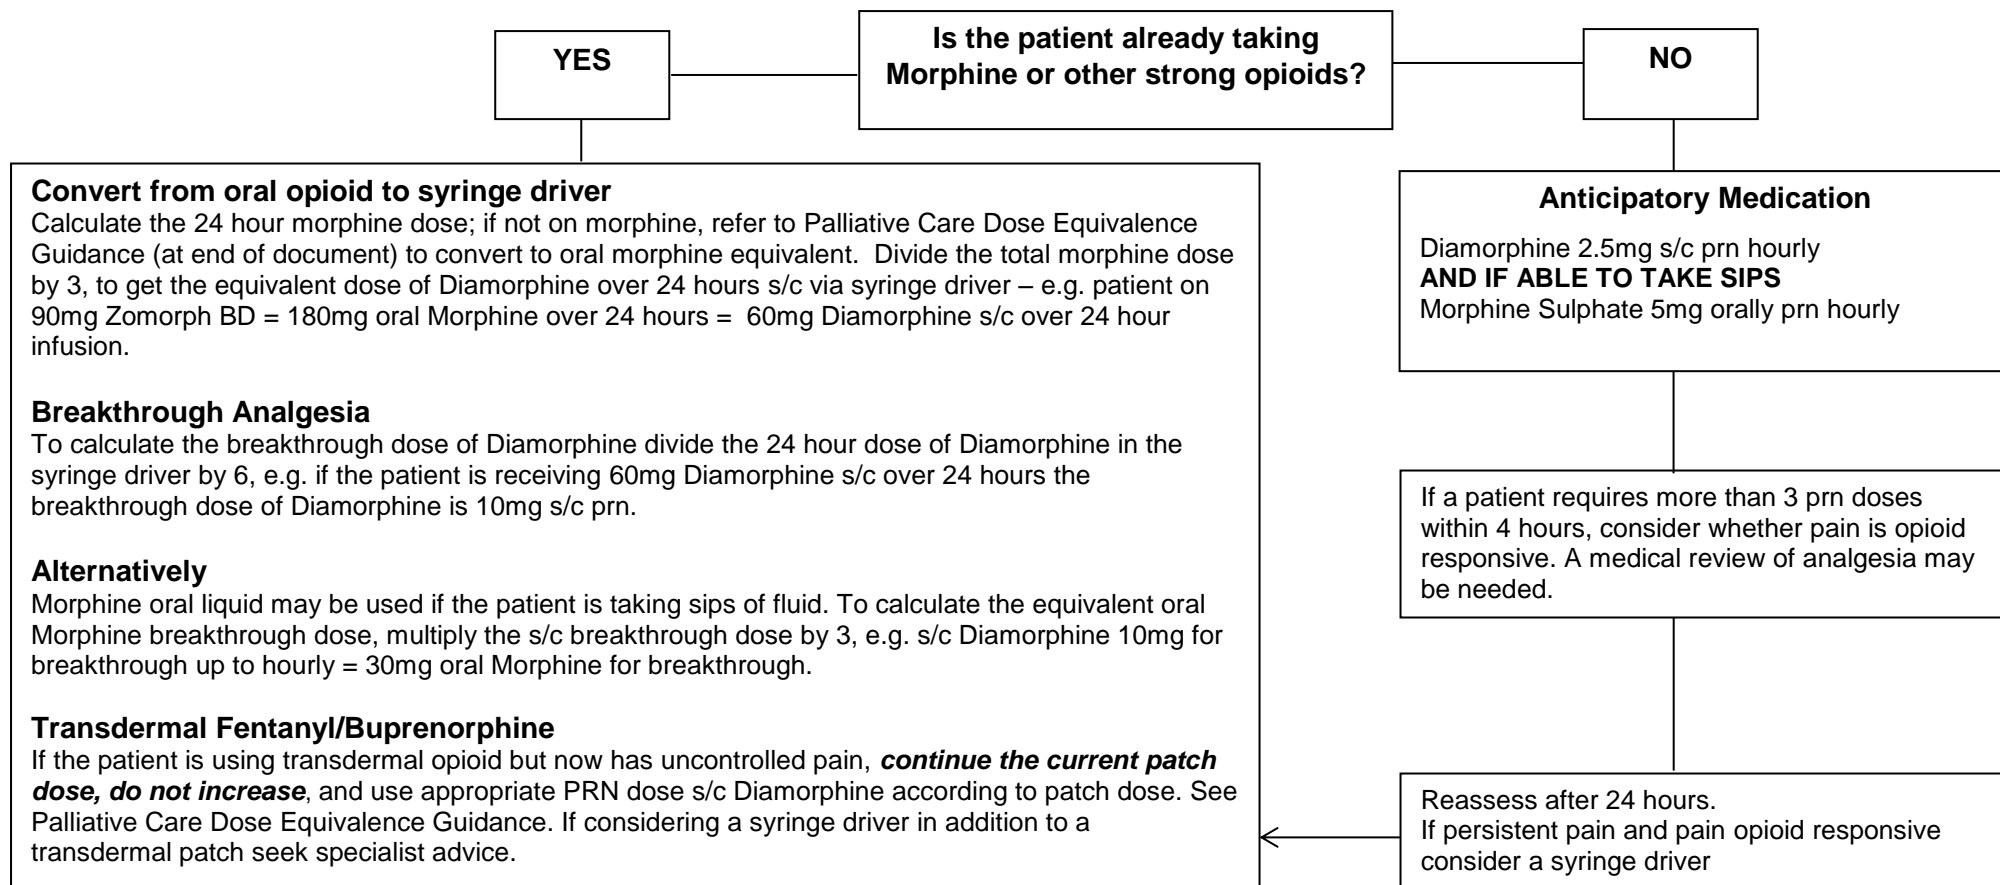 Is the patient already taking
Morphine or other strong opioids?
YES
NO
Convert from oral opioid to syringe driver
Calculate the 24 hour morphine dose; if not on morphine, refer to Palliative Care Dose Equivalence
Guidance (at end of document) to convert to oral morphine equivalent.  Divide the total morphine dose
by 3, to get the equivalent dose of Diamorphine over 24 hours s/c via syringe driver – e.g. patient on
90mg Zomorph BD = 180mg oral Morphine over 24 hours =  60mg Diamorphine s/c over 24 hour
infusion.
Breakthrough Analgesia
To calculate the breakthrough dose of Diamorphine divide the 24 hour dose of Diamorphine in the
syringe driver by 6, e.g. if the patient is receiving 60mg Diamorphine s/c over 24 hours the
breakthrough dose of Diamorphine is 10mg s/c prn.
Alternatively
Morphine oral liquid may be used if the patient is taking sips of fluid. To calculate the equivalent oral
Morphine breakthrough dose, multiply the s/c breakthrough dose by 3, e.g. s/c Diamorphine 10mg for
breakthrough up to hourly = 30mg oral Morphine for breakthrough.
Transdermal Fentanyl/Buprenorphine
If the patient is using transdermal opioid but now has uncontrolled pain, continue the current patch
dose, do not increase, and use appropriate PRN dose s/c Diamorphine according to patch dose. See
Palliative Care Dose Equivalence Guidance. If considering a syringe driver in addition to a
transdermal patch seek specialist advice.
Anticipatory Medication
Diamorphine 2.5mg s/c prn hourly
AND IF ABLE TO TAKE SIPS
Morphine Sulphate 5mg orally prn hourly
If a patient requires more than 3 prn doses
within 4 hours, consider whether pain is opioid
responsive. A medical review of analgesia may
be needed.
Reassess after 24 hours.
If persistent pain and pain opioid responsive
consider a syringe driver